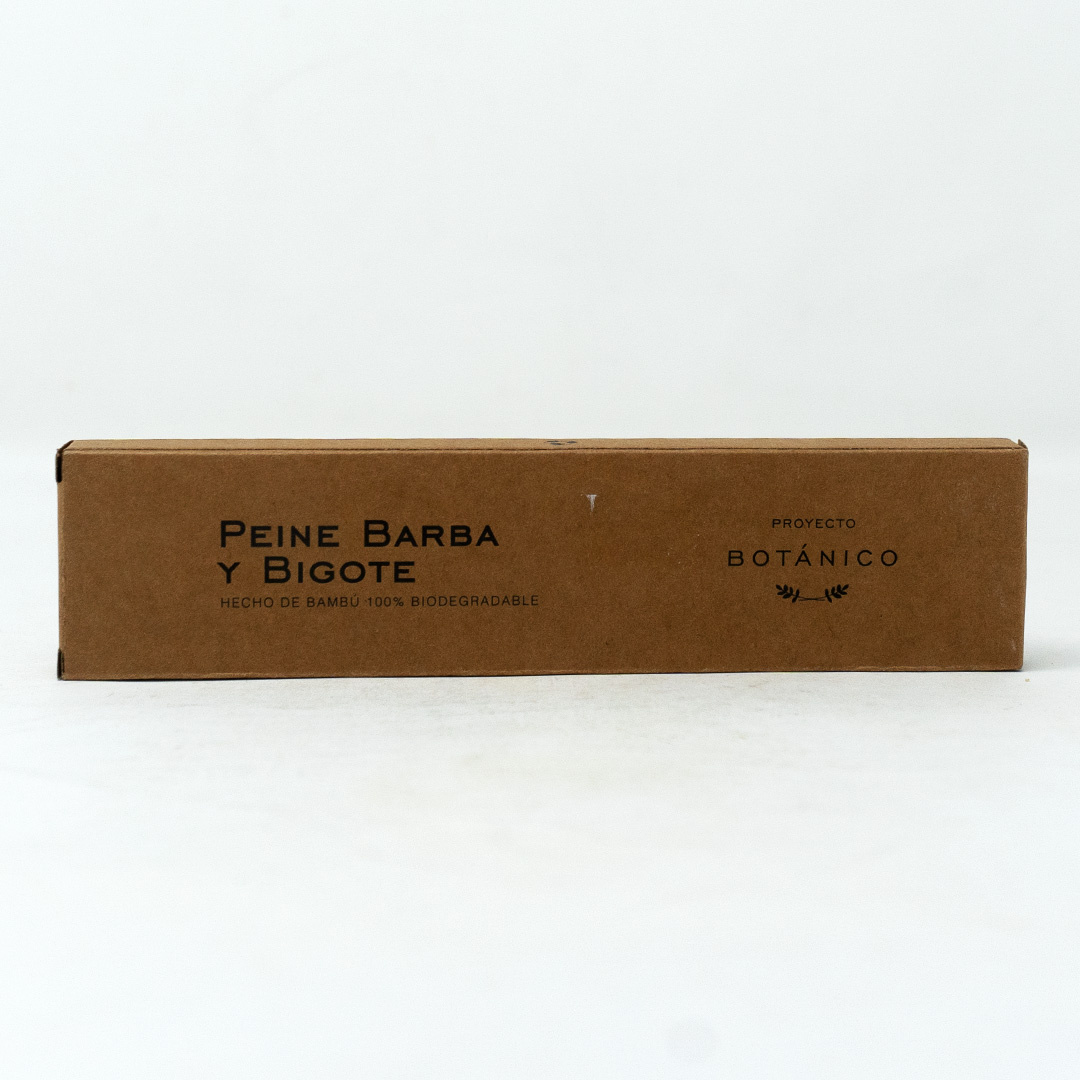 PEINE BARBA
Y BIGOTE
HECHO DE BAMBÚ 100% BIODEGRADABLE
PROYECTO
BOTÁNICO